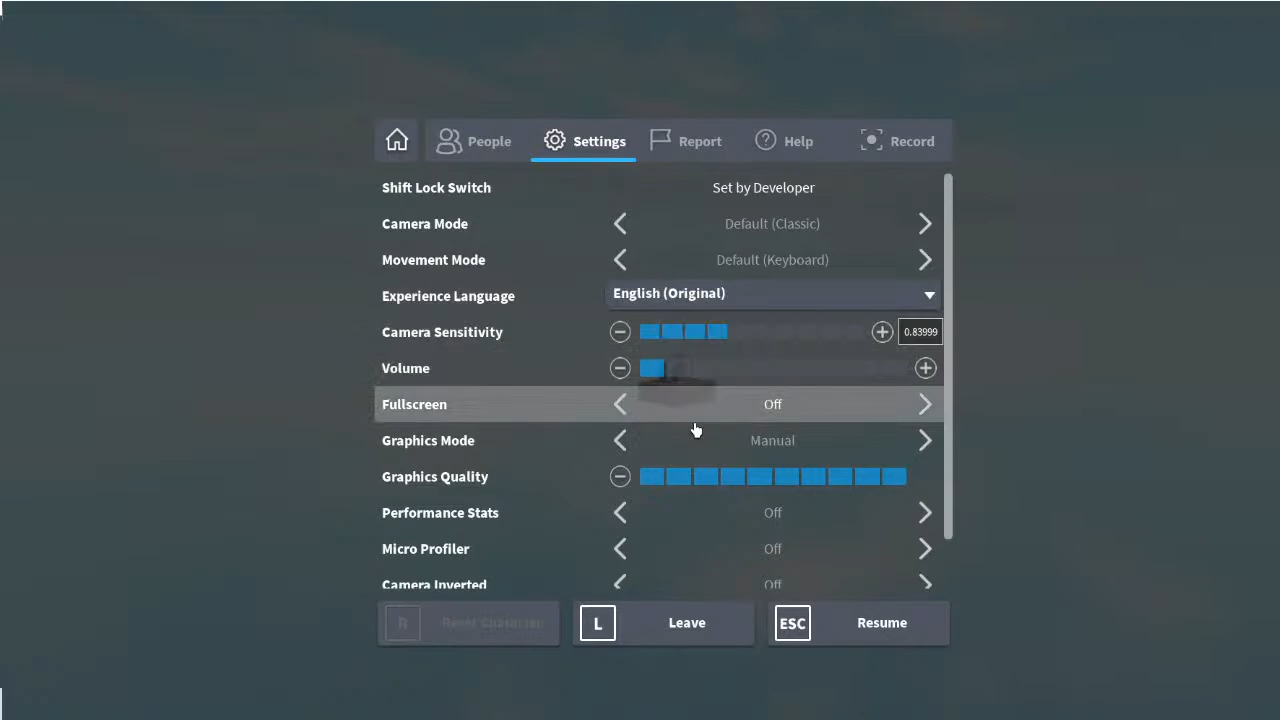 People Settings Report Help Record
Shift Lock Switch Set by Developer
Camera Mode Default (Classic)
Movement Mode Default (Keyboard)
Experience Language English (Original)
Camera Sensitivity 0.83999
Volume
Fullscreen Off
Graphics Mode Manual
Graphics Quality
Performance Stats Off
Micro Profiler Off
Camera Inverted Off
R Reset Character L Leave ESC Resume